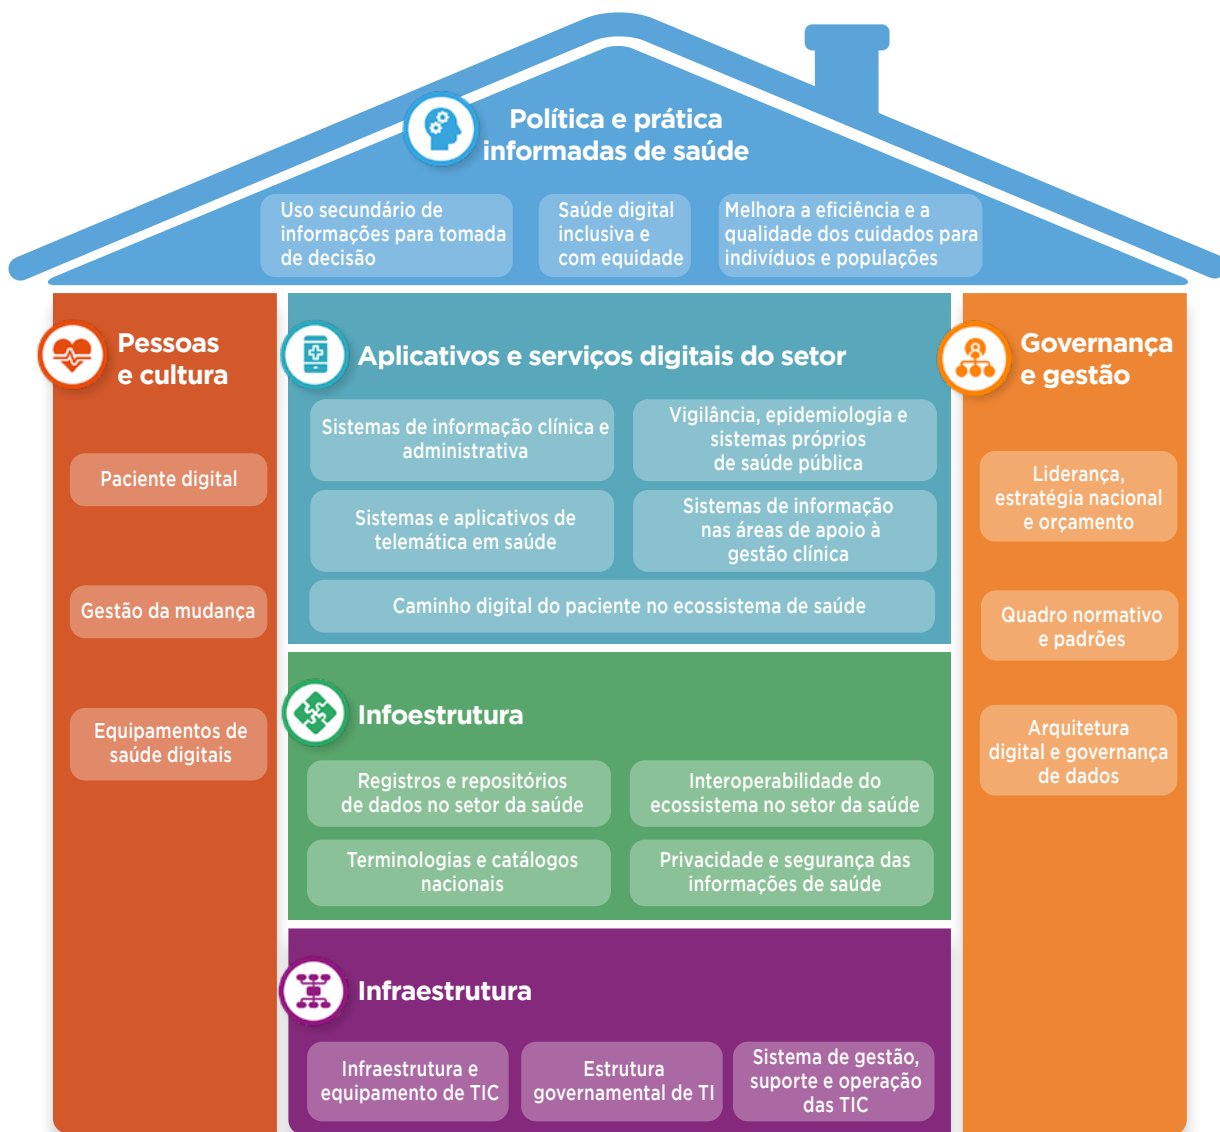 Política e prática
informadas de saúde
Uso secundário de
informações para tomada
de decisão
Saúde digital
inclusiva e
com equidade
Melhora a eficiência e a
qualidade dos cuidados para
indivíduos e populações
Pessoas
e cultura
Paciente digital
Gestão da mudança
Equipamentos de
saúde digitais
Aplicativos e serviços digitais do setor
Sistemas de informação clínica e
administrativa
Vigilância, epidemiologia e
sistemas próprios
de saúde pública
Sistemas e aplicativos de
telemática em saúde
Sistemas de informação
nas áreas de apoio à
gestão clínica
Caminho digital do paciente no ecossistema de saúde
Infoestrutura
Registros e repositórios
de dados no setor da saúde
Interoperabilidade do
ecossistema no setor da saúde
Terminologias e catálogos
nacionais
Privacidade e segurança das
informações de saúde
Infraestrutura
Infraestrutura e
equipamento de TIC
Estrutura
governamental de TI
Sistema de gestão,
suporte e operação
das TIC
Governança
e gestão
Liderança,
estratégia nacional
e orçamento
Quadro normativo
e padrões
Arquitetura
digital e governança
de dados